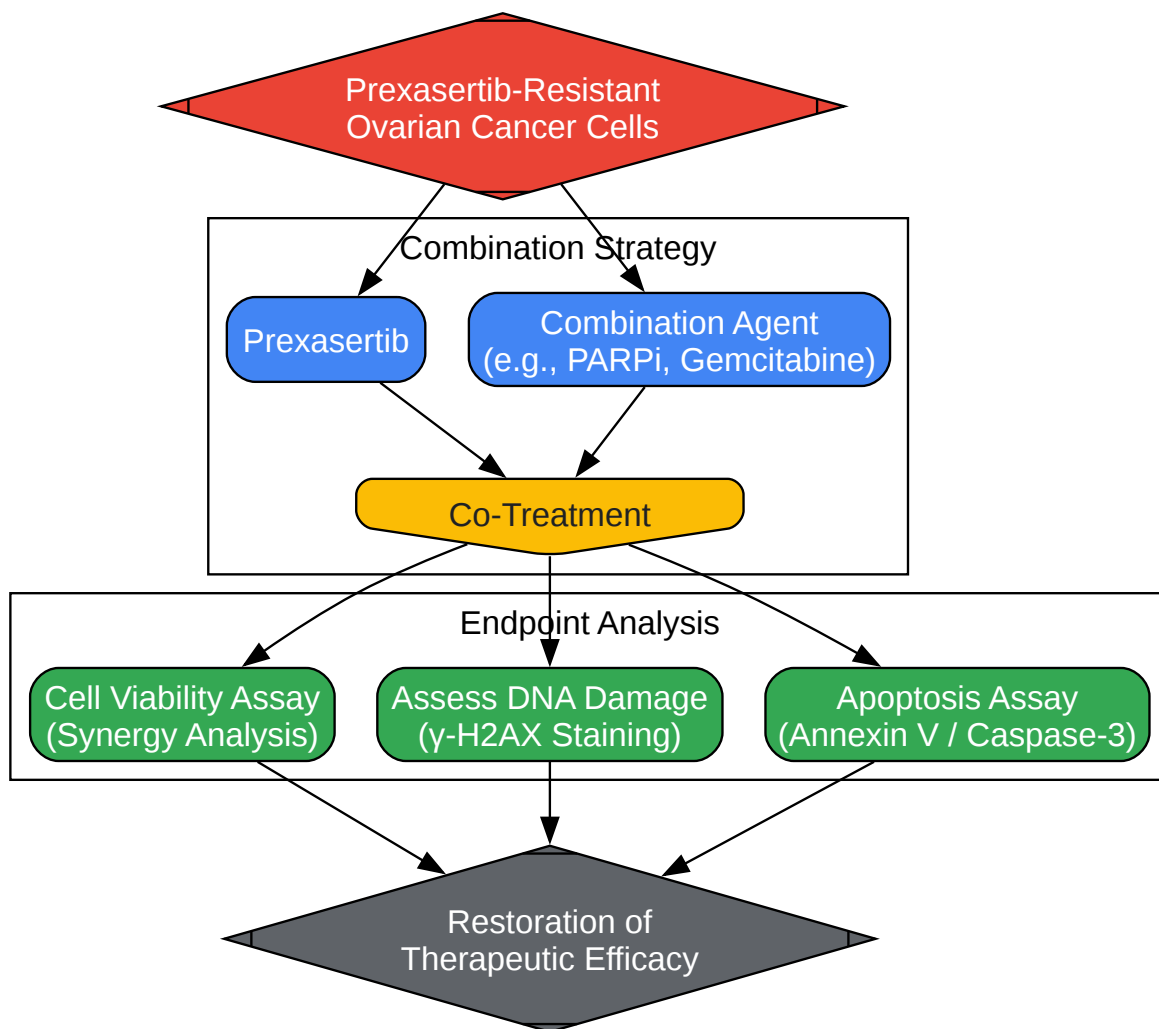 Prexasertib-Resistant
Ovarian Cancer Cells
Combination Strategy
Prexasertib
Combination Agent
(e.g., PARPi, Gemcitabine)
Co-Treatment
Endpoint Analysis
Cell Viability Assay
(Synergy Analysis)
Assess DNA Damage
(γ-H2AX Staining)
Apoptosis Assay
(Annexin V / Caspase-3)
Restoration of
Therapeutic Efficacy